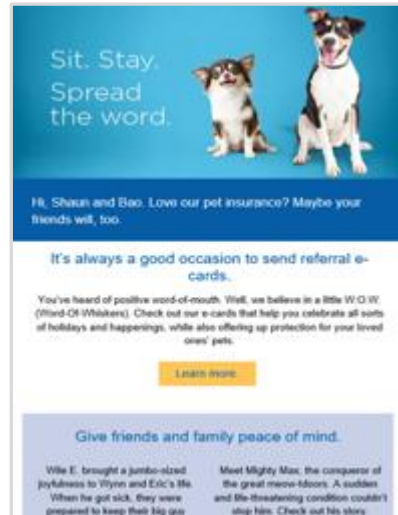 Sit. Stay.
Spread
the word.
Hi, Shaun and Bao. Love our pet insurance? Maybe your
friends will, too.
It's always a good occasion to send referral e-
cards.
You've heard of positive word-of-mouth. Well, we believe in a little W.O.W.
(Word-Of-Whiskers). Check out our e-cards that help you celebrate all sorts
of holidays and happenings, while also offering up protection for your loved
ones' pets.
Learn more
Give friends and family peace of mind.
Wile E. brought a jumbo-sized
joyfulness to Wynn and Eric's life.
When he got sick, they were
prepared to keep their big guy
Meet Mighty Max, the conqueror of
the great meow-tdoors. A sudden
and life-threatening condition couldn't
stop him. Check out his story.